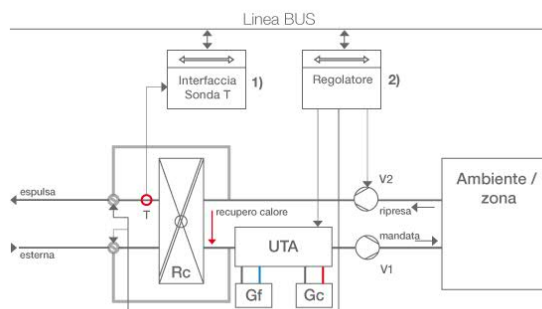 Linea BUS
Interfaccia
Sonda T
1)
Regolatore
2)
espulsa
T
V2
ripresa
Ambiente /
zona
recupero calore
esterna
Rc
UTA
mandata
V1
Gf
Gc